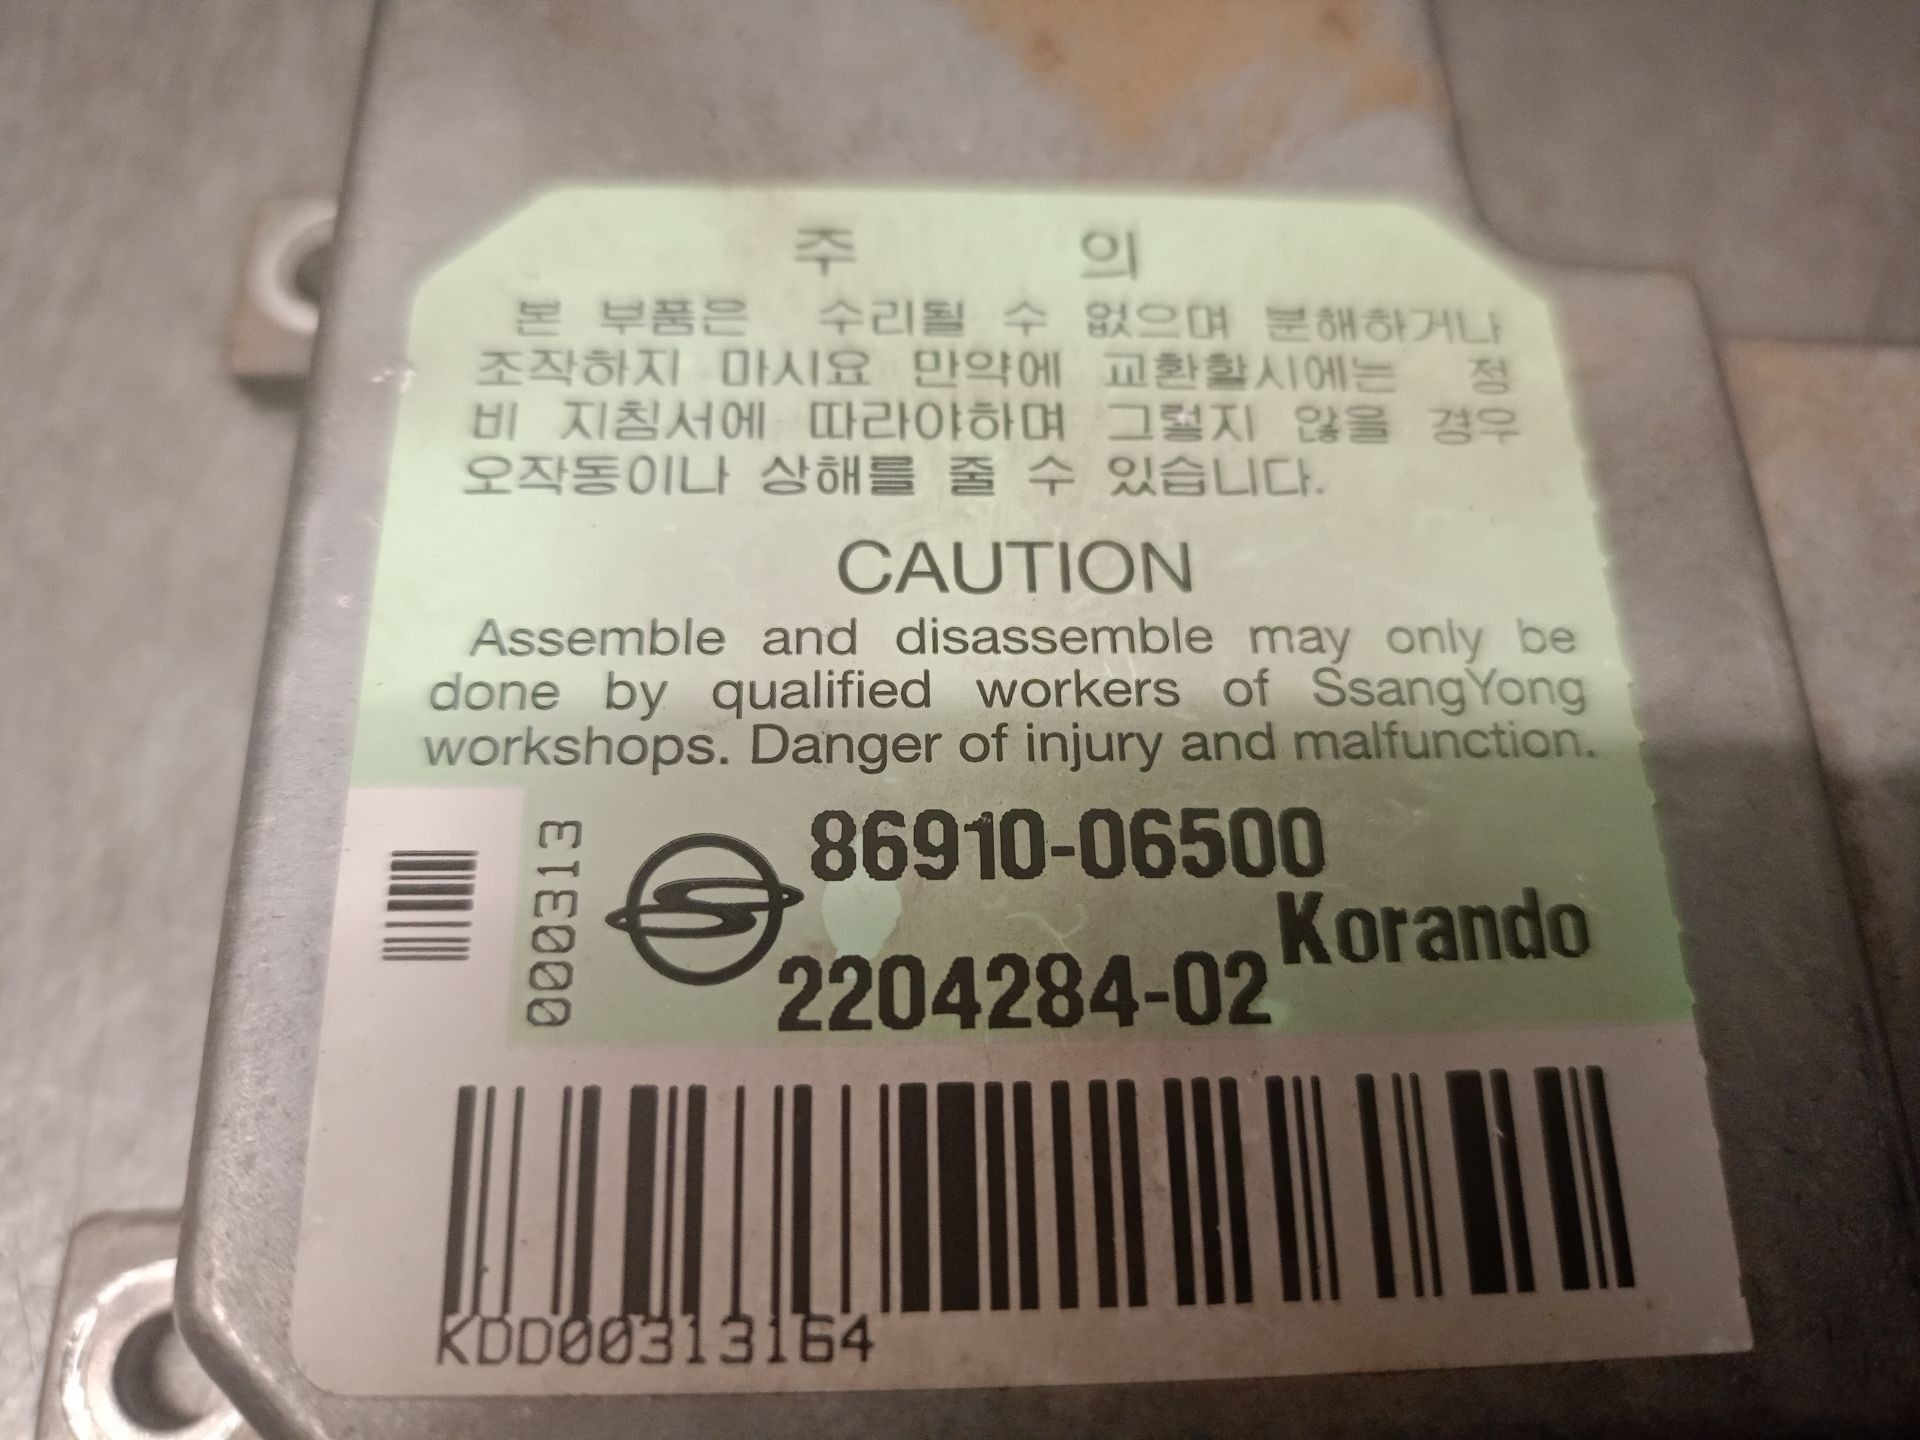 주 의
본 부품은 수리될 수 없으며 분해하거나
조작하지 마시요 만약에 교환할시에는 정
비 지침서에 따라야하며 그렇지 않을 경우
오작동이나 상해를 줄 수 있습니다.
CAUTION
Assemble and disassemble may only be
done by qualified workers of SsangYong
workshops. Danger of injury and malfunction.
000313
86910-06500
Korando
2204284-02
KDD00313164